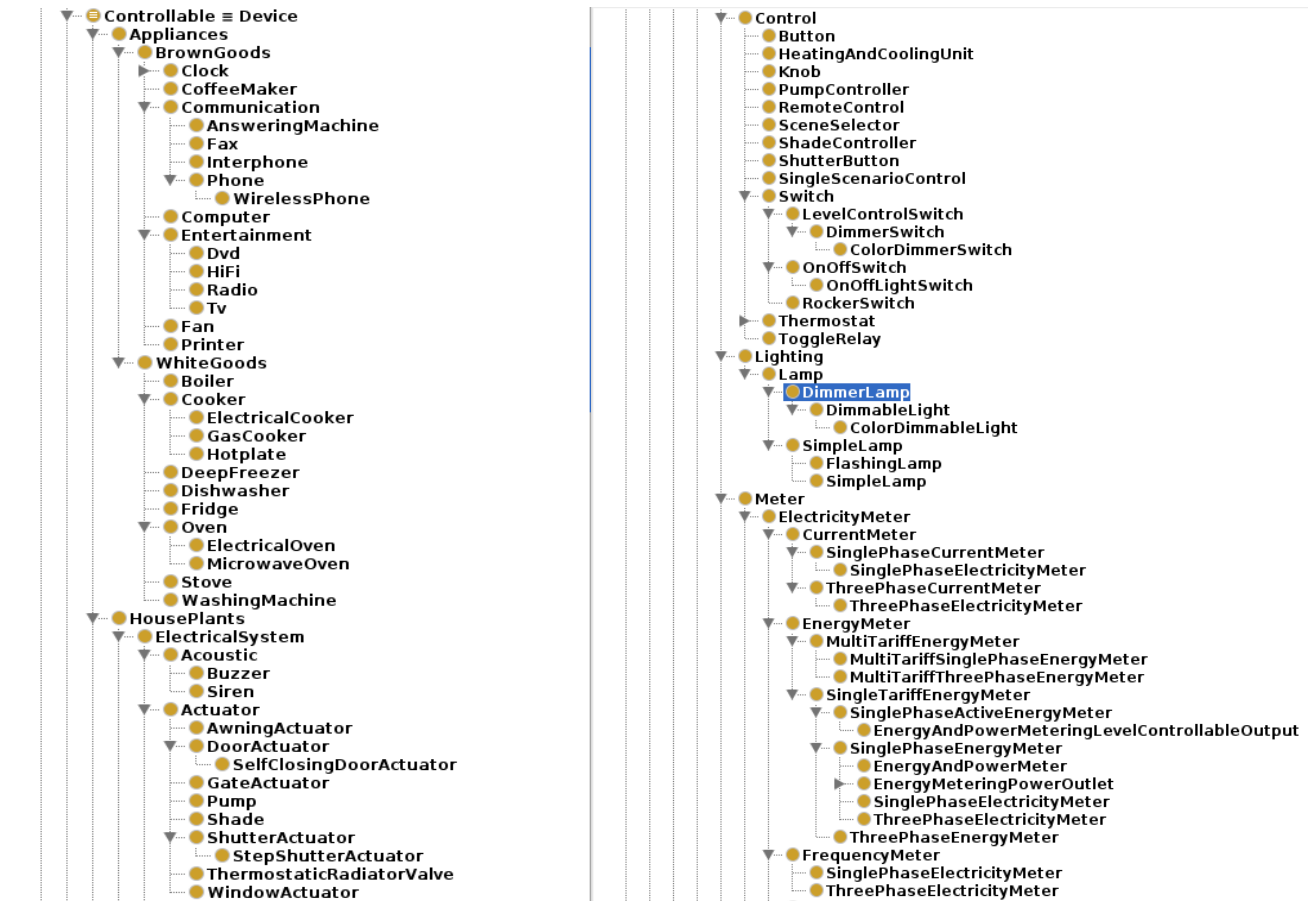 Controllable ≡ Device
Appliances
BrownGoods
Clock
CoffeeMaker
Communication
AnsweringMachine
Fax
Interphone
Phone
WirelessPhone
Computer
Entertainment
Dvd
HiFi
Radio
Tv
Fan
Printer
WhiteGoods
Boiler
Cooker
ElectricalCooker
GasCooker
Hotplate
DeepFreezer
Dishwasher
Fridge
Oven
ElectricalOven
MicrowaveOven
Stove
WashingMachine
HousePlants
ElectricalSystem
Acoustic
Buzzer
Siren
Actuator
AwningActuator
DoorActuator
SelfClosingDoorActuator
GateActuator
Pump
Shade
ShutterActuator
StepShutterActuator
ThermostaticRadiatorValve
WindowActuator
Control
Button
HeatingAndCoolingUnit
Knob
PumpController
RemoteControl
SceneSelector
ShadeController
ShutterButton
SingleScenarioControl
Switch
LevelControlSwitch
DimmerSwitch
ColorDimmerSwitch
OnOffSwitch
OnOffLightSwitch
RockerSwitch
Thermostat
ToggleRelay
Lighting
Lamp
DimmerLamp
DimmableLight
ColorDimmableLight
SimpleLamp
FlashingLamp
SimpleLamp
Meter
ElectricityMeter
CurrentMeter
SinglePhaseCurrentMeter
SinglePhaseElectricityMeter
ThreePhaseCurrentMeter
ThreePhaseElectricityMeter
EnergyMeter
MultiTariffEnergyMeter
MultiTariffSinglePhaseEnergyMeter
MultiTariffThreePhaseEnergyMeter
SingleTariffEnergyMeter
SinglePhaseActiveEnergyMeter
EnergyAndPowerMeteringLevelControllableOutput
SinglePhaseEnergyMeter
EnergyAndPowerMeter
EnergyMeteringPowerOutlet
SinglePhaseElectricityMeter
ThreePhaseElectricityMeter
ThreePhaseEnergyMeter
FrequencyMeter
SinglePhaseElectricityMeter
ThreePhaseElectricityMeter